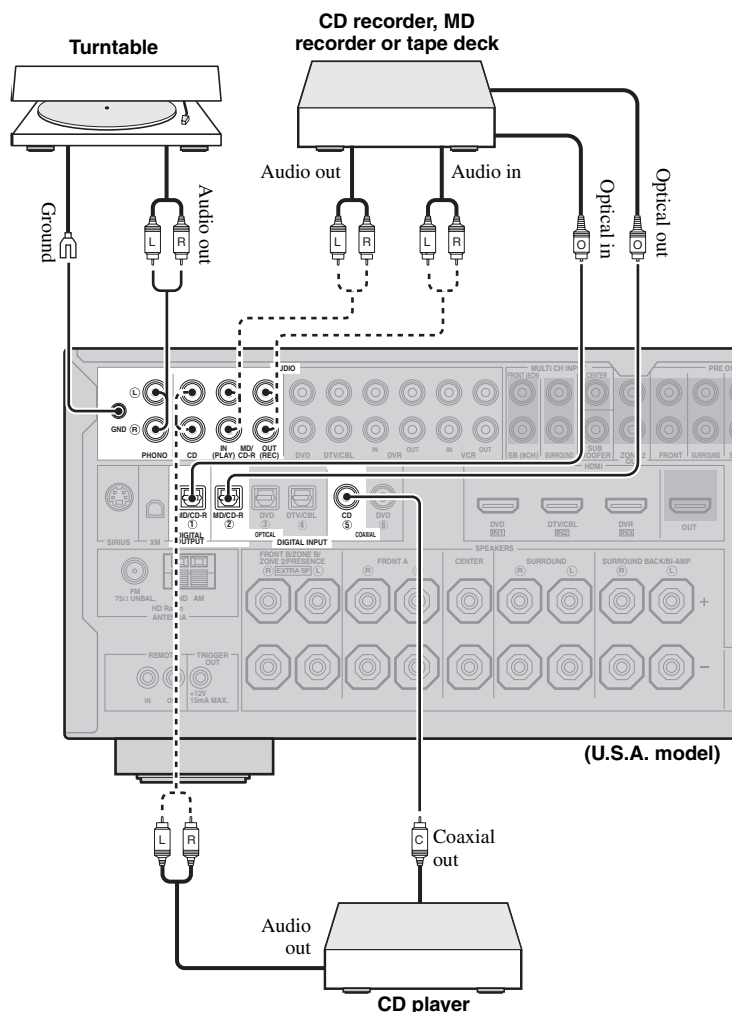 CD recorder, MD
recorder or tape deck
Turntable
Audio out
Audio in
Ground
Audio out
L R
L R
L R
Optical in
Optical out
O O
AUDIO
MULTI CH INPUT
PRE OU
FRONT (6CH) CENTER
L
GND R
PHONO CD IN (PLAY) MD/CD-R OUT (REC) DVD DTV/CBL IN DVR OUT IN VCR OUT SB (8CH) SURROUND SUB WOOFER ZONE 2 FRONT SURROUND
HDMI
SIRIUS XM
MD/CD-R MD/CD-R DVD DTV/CBL CD DVD
1 2 3 4 5 6
DIGITAL OUTPUT OPTICAL DIGITAL INPUT COAXIAL
DVD DTV/CBL DVR OUT
IN1 IN2 IN3
SPEAKERS
FRONT B/ZONE B/
ZONE 2/PRESENCE FRONT A CENTER SURROUND SURROUND BACK/BI-AMP
R EXTRA SP L R L R L R L
FM
75Ω UNBAL. GND AM
HD Radio
ANTENNA
+
−
REMOTE TRIGGER OUT
IN OUT +12V
15mA MAX.
(U.S.A. model)
L R
C
Coaxial
out
Audio
out
CD player